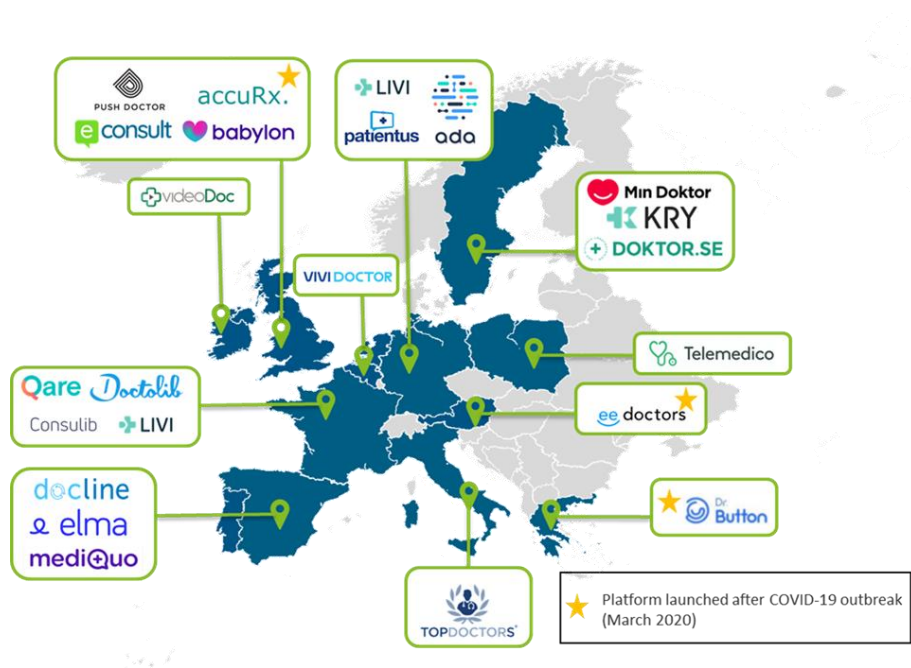 PUSH DOCTOR
accuRx.
e consult
babylon
LIVI
patientus
ada
videoDoc
Min Doktor
KRY
DOKTOR.SE
VIVI DOCTOR
Telemedico
Qare
Doctolib
Consulib
LIVI
ee doctors
docline
e elma
mediQuo
Dr
Button
TOPDOCTORS
Platform launched after COVID-19 outbreak
(March 2020)